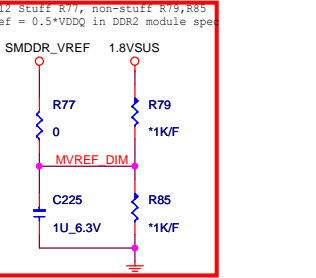 12 Stuff R77, non-stuff R79,R85
ef = 0.5*VDDQ in DDR2 module spec
SMDDR_VREF 1.8VSUS
R77 R79
0 *1K/F
MVREF_DIM
C225 R85
1U_6.3V *1K/F